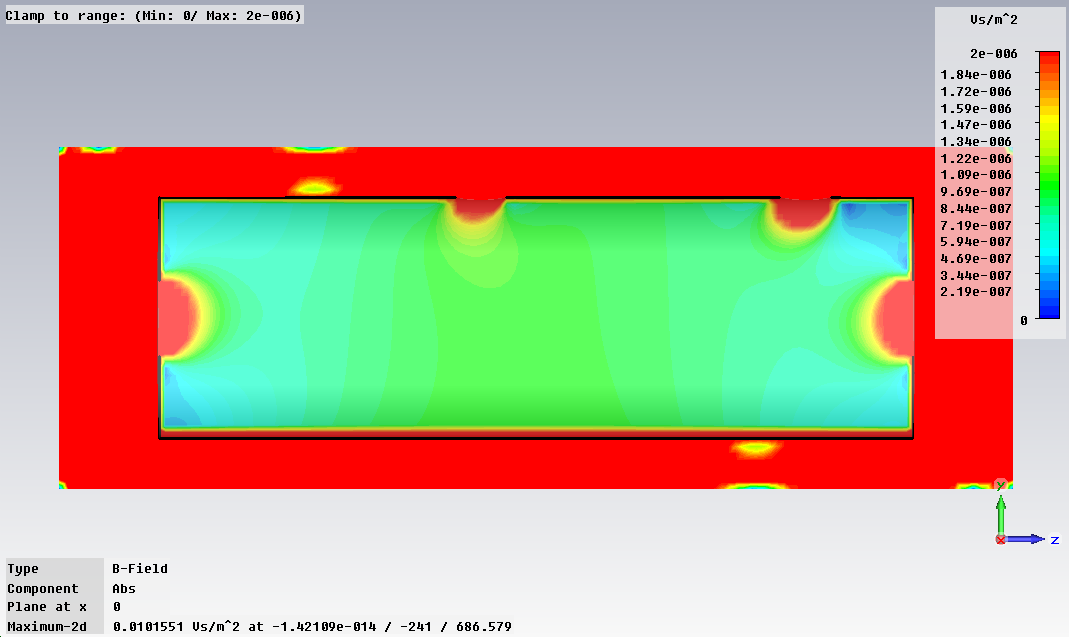 Clamp to range: (Min: 0/ Max: 2e-006)
Vs/m^2
2e-006
1.84e-006
1.72e-006
1.59e-006
1.47e-006
1.34e-006
1.22e-006
1.09e-006
9.69e-007
8.44e-007
7.19e-007
5.94e-007
4.69e-007
3.44e-007
2.19e-007
0
Y
Z
Type B-Field
Component Abs
Plane at x 0
Maximum-2d 0.0101551 Vs/m^2 at -1.42109e-014 / -241 / 686.579